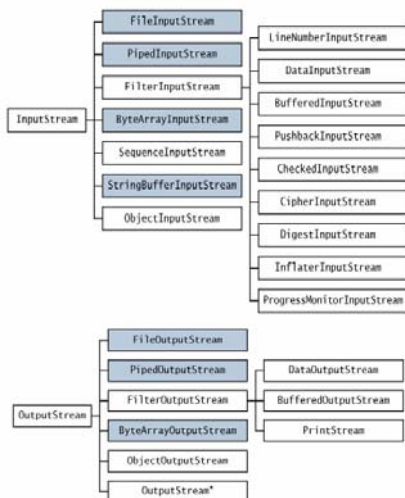 FileInputStream
PipedInputStream
FilterInputStream
InputStream
ByteArrayInputStream
SequenceInputStream
StringBufferInputStream
ObjectInputStream
LineNumberInputStream
DataInputStream
BufferedInputStream
PushbackInputStream
CheckedInputStream
CipherInputStream
DigestInputStream
InflaterInputStream
ProgressMonitorInputStream
FileOutputStream
PipedOutputStream
FilterOutputStream
OutputStream
ByteArrayOutputStream
ObjectOutputStream
OutputStream*
DataOutputStream
BufferedOutputStream
PrintStream